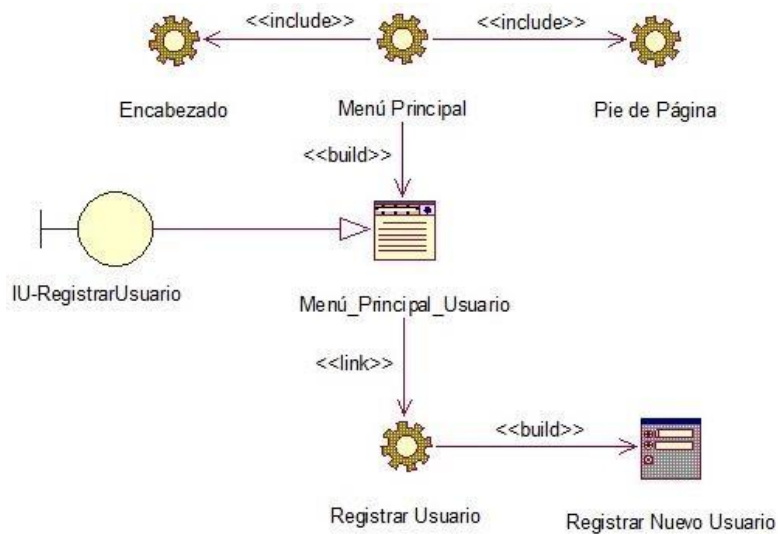 <<include>>
<<include>>
Encabezado
Menú Principal
Pie de Página
<<build>>
IU-RegistrarUsuario
Menú_Principal_Usuario
<<link>>
<<build>>
Registrar Usuario
Registrar Nuevo Usuario